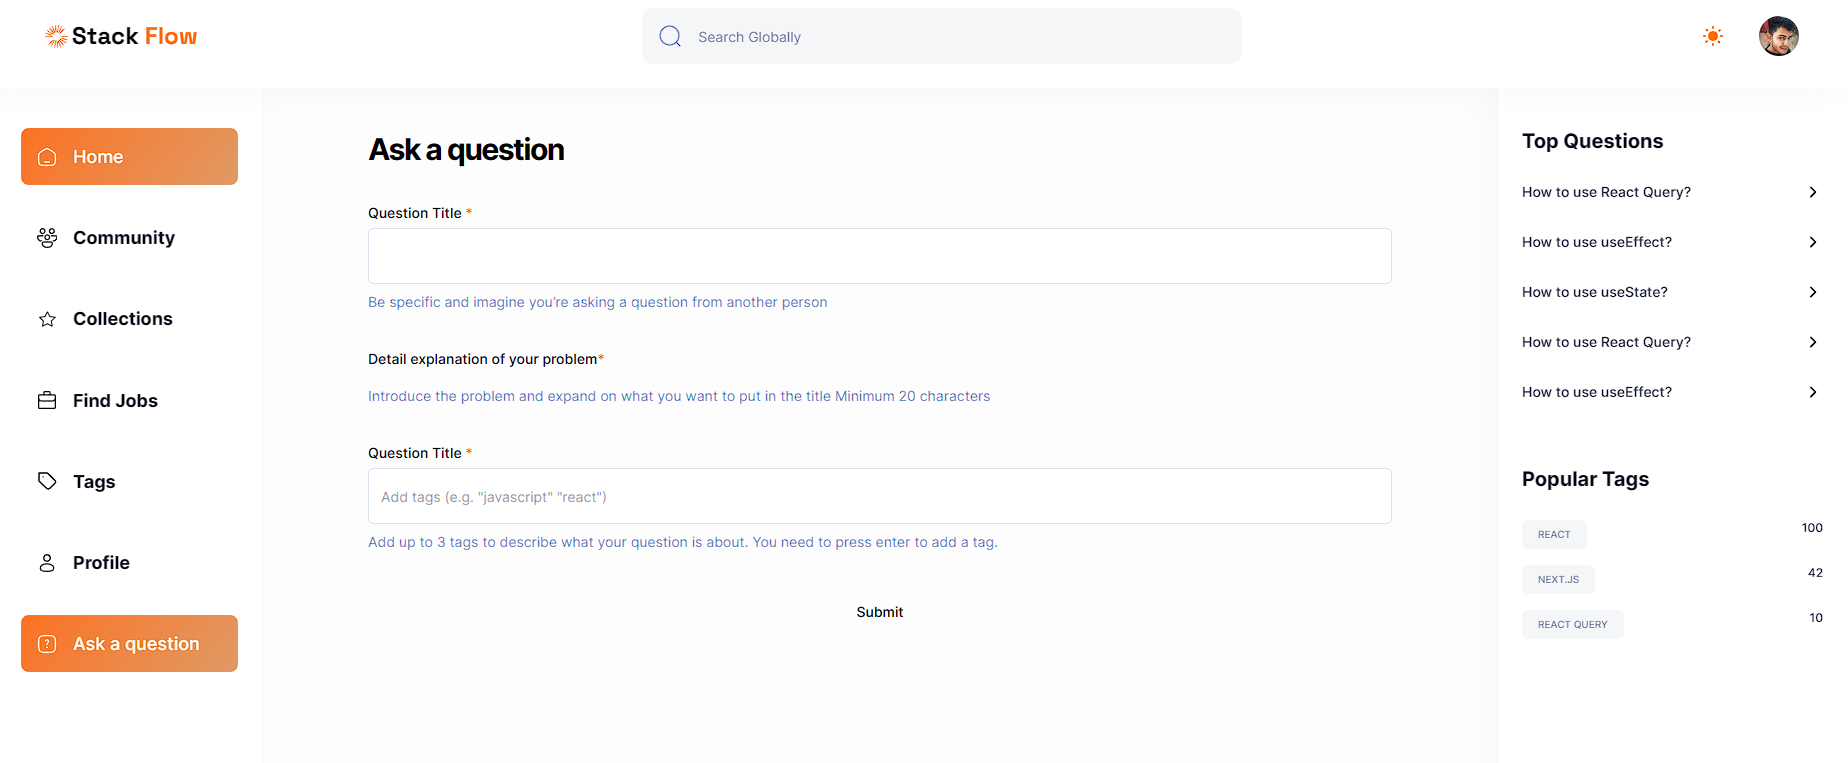 Stack Flow
Search Globally
Home
Community
Collections
Find Jobs
Tags
Profile
Ask a question
Ask a question
Question Title *
Be specific and imagine you’re asking a question from another person
Detail explanation of your problem*
Introduce the problem and expand on what you want to put in the title Minimum 20 characters
Question Title *
Add tags (e.g. "javascript" "react")
Add up to 3 tags to describe what your question is about. You need to press enter to add a tag.
Submit
Top Questions
How to use React Query?
How to use useEffect?
How to use useState?
How to use React Query?
How to use useEffect?
Popular Tags
REACT 100
NEXT.JS 42
REACT QUERY 10